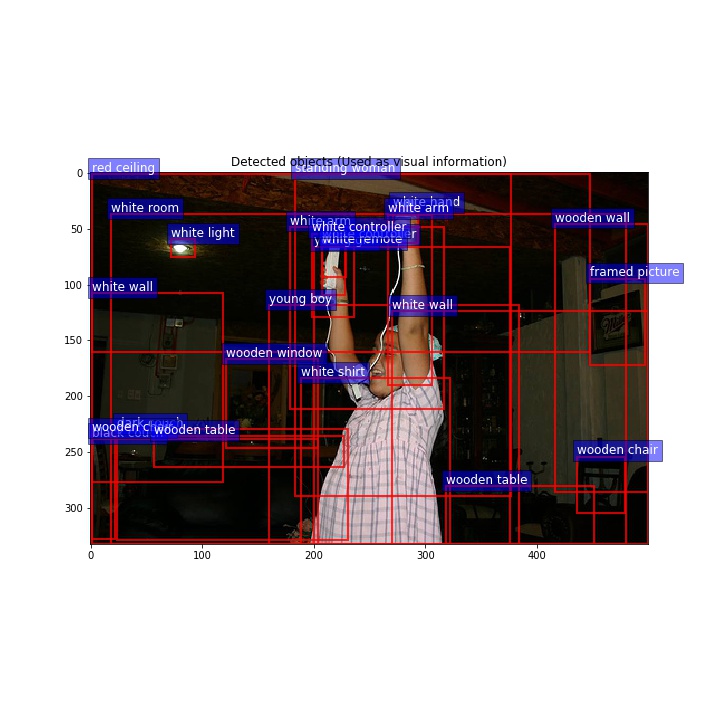 Detected objects (Used as visual information)
red ceiling
standing woman
white hand
white room
white arm
wooden wall
white arm
white controller
white light
white remote
framed picture
white wall
young boy
white wall
wooden window
white shirt
dark couch
wooden
wooden table
black couch
wooden chair
wooden table
0
50
100
150
200
250
300
0 100 200 300 400